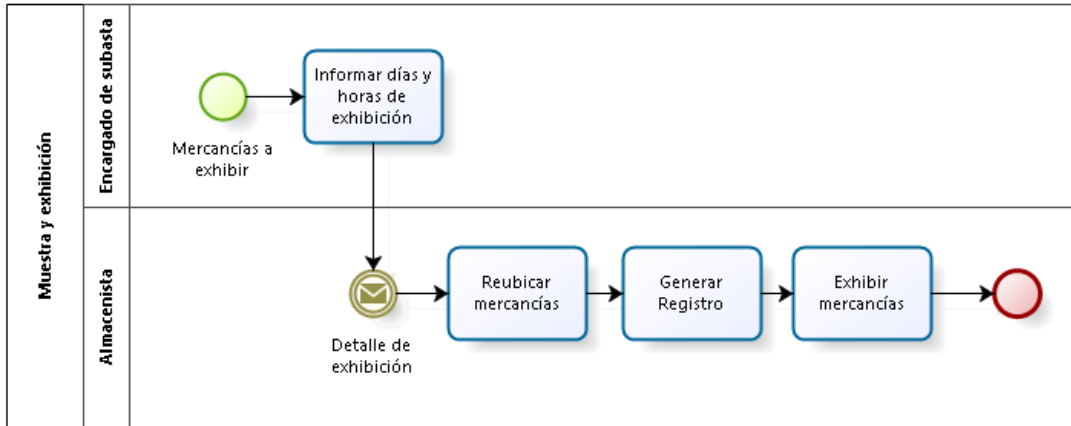 Muestra y exhibición
Encargado de subasta
Mercancías a
exhibir
Informar días y
horas de
exhibición
Almacenista
Detalle de
exhibición
Reubicar
mercancías
Generar
Registro
Exhibir
mercancías